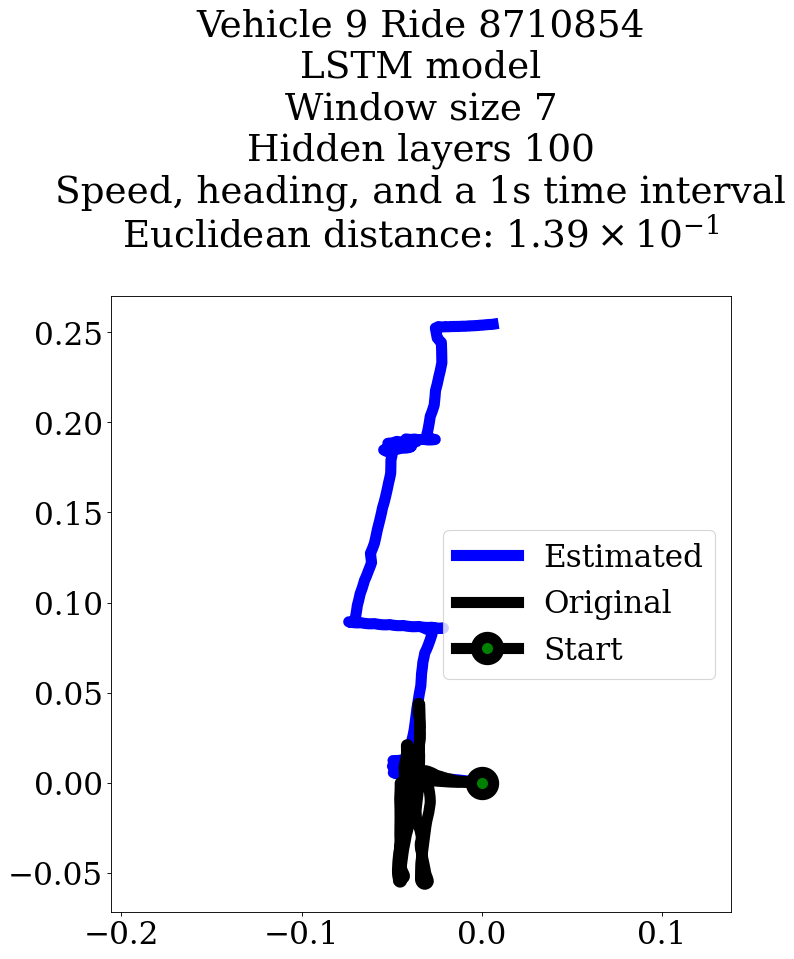 Vehicle 9 Ride 8710854
LSTM model
Window size 7
Hidden layers 100
Speed, heading, and a 1s time interval
Euclidean distance: 1.39 × 10⁻¹
0.25
0.20
0.15
0.10
0.05
0.00
−0.05
Estimated
Original
Start
−0.2
−0.1
0.0
0.1